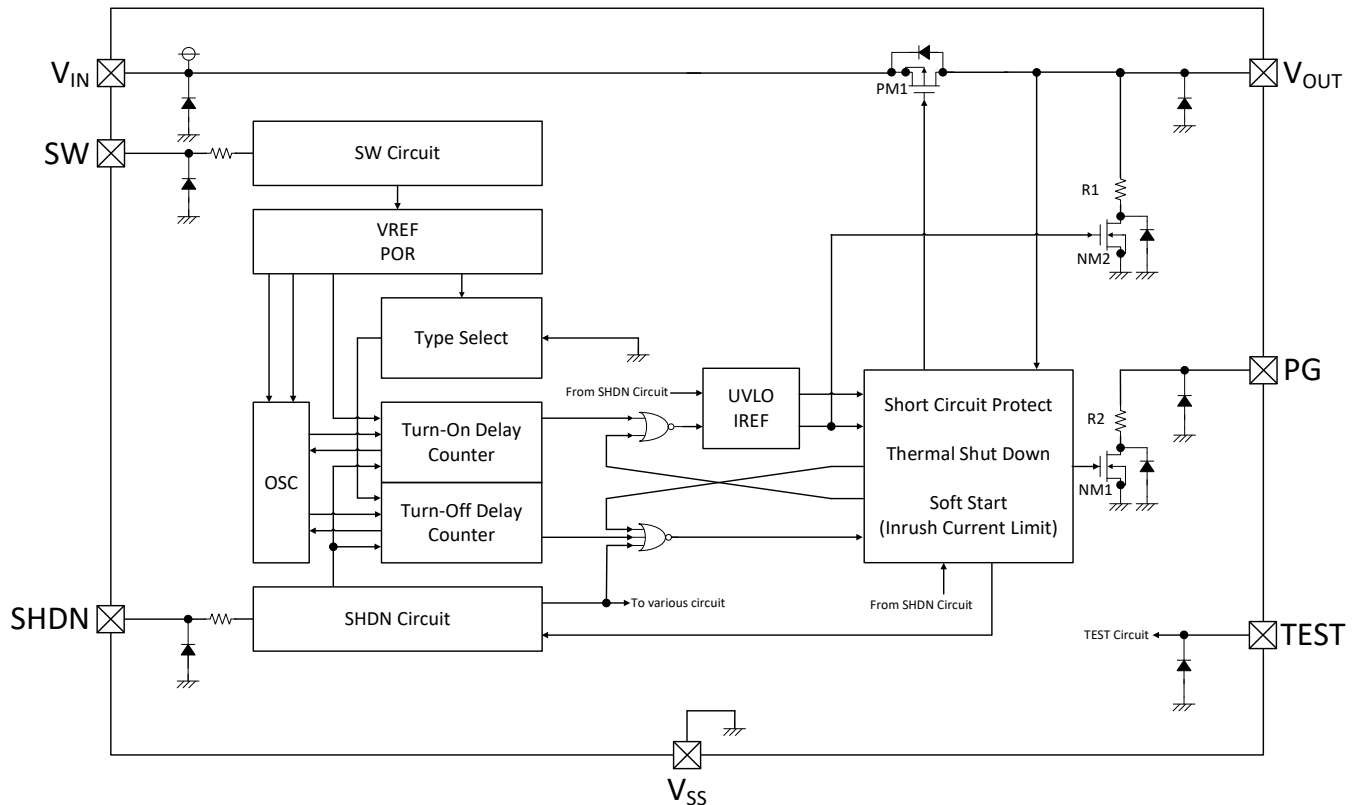 VIN
VOUT
PM1
SW
SW Circuit
R1
VREF
POR
NM2
Type Select
PG
From SHDN Circuit
UVLO
IREF
Short Circuit Protect
Thermal Shut Down
Soft Start
(Inrush Current Limit)
R2
NM1
OSC
Turn-On Delay
Counter
Turn-Off Delay
Counter
SHDN
SHDN Circuit
To various circuit
From SHDN Circuit
TEST Circuit
TEST
VSS